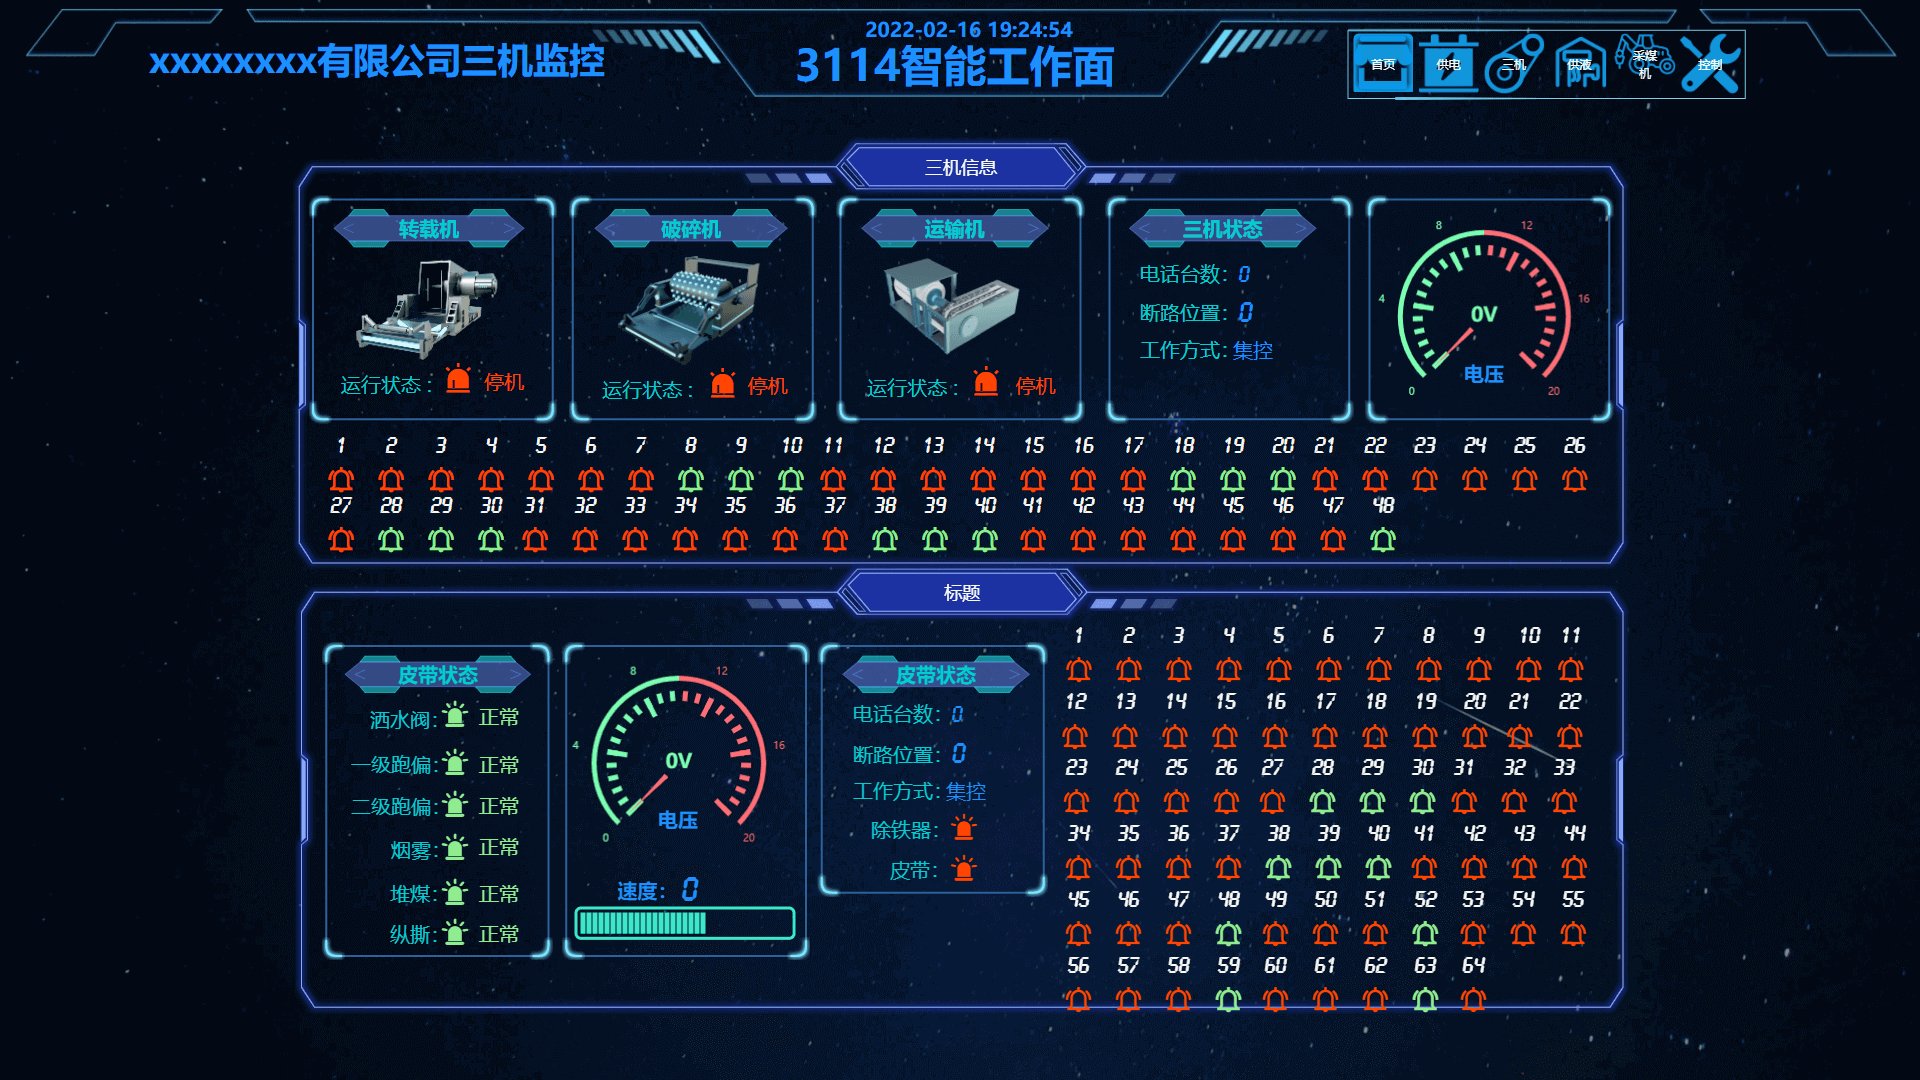 2022-02-16 19:24:54
xxxxxxxx有限公司三机监控
3114智能工作面
首页 供电 三机 供液 采煤机 控制
三机信息
转载机 破碎机 运输机 三机状态
运行状态： 停机
运行状态： 停机
运行状态： 停机
电话台数: 0
断路位置: 0
工作方式: 集控
0 4 8 12 16 20
0V
电压
1 2 3 4 5 6 7 8 9 10 11 12 13 14 15 16 17 18 19 20 21 22 23 24 25 26
27 28 29 30 31 32 33 34 35 36 37 38 39 40 41 42 43 44 45 46 47 48
标题
皮带状态
洒水阀: 正常
一级跑偏: 正常
二级跑偏: 正常
烟雾: 正常
堆煤: 正常
纵撕: 正常
0 4 8 12 16 20
0V
电压
速度: 0
皮带状态
电话台数: 0
断路位置: 0
工作方式: 集控
除铁器:
皮带:
1 2 3 4 5 6 7 8 9 10 11
12 13 14 15 16 17 18 19 20 21 22
23 24 25 26 27 28 29 30 31 32 33
34 35 36 37 38 39 40 41 42 43 44
45 46 47 48 49 50 51 52 53 54 55
56 57 58 59 60 61 62 63 64